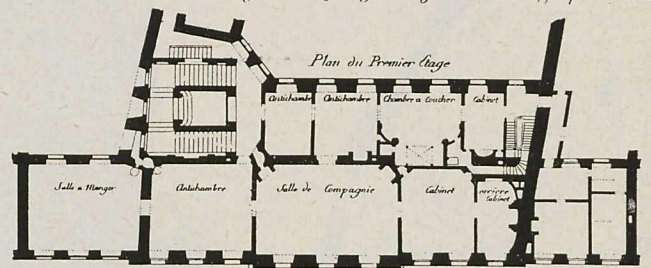 Plan du Premier Etage
Antichambre Antichambre Chambre a Coucher Cabinet
Salle a Manger Antichambre Salle de Compagnie Cabinet arriere
Cabinet